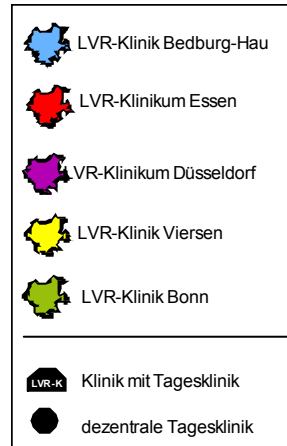 LVR-Klinik Bedburg-Hau
LVR-Klinikum Essen
LVR-Klinikum Düsseldorf
LVR-Klinik Viersen
LVR-Klinik Bonn
LVR-K Klinik mit Tagesklinik
dezentrale Tagesklinik